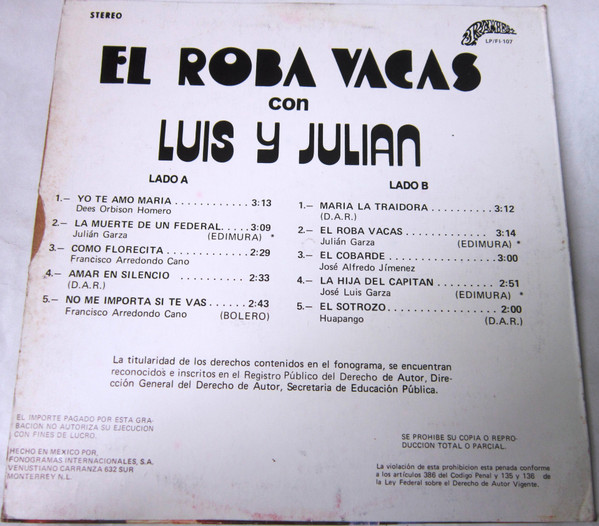 STEREO
RAMEX
LP/FI-107
EL ROBA VACAS
con
LUIS Y JULIAN
LADO A
1.— YO TE AMO MARIA . . . . . . . . . . 3:13
Dees Orbison Homero
2.— LA MUERTE DE UN FEDERAL. . . . . 3:09
Julián Garza (EDIMURA) *
3.— COMO FLORECITA . . . . . . . . . . . . 2:29
Francisco Arredondo Cano
4.— AMAR EN SILENCIO . . . . . . . . . . 2:33
(D.A.R.)
5.— NO ME IMPORTA SI TE VAS . . . . . . 2:43
Francisco Arredondo Cano (BOLERO)
LADO B
1.— MARIA LA TRAIDORA . . . . . . . . . . 3:12
(D.A.R.)
2.— EL ROBA VACAS . . . . . . . . . . . . . 3:14
Julián Garza (EDIMURA) *
3.— EL COBARDE . . . . . . . . . . . . . . . . 3:00
José Alfredo Jímenez
4.— LA HIJA DEL CAPITAN . . . . . . . . . 2:51
José Luis Garza (EDIMURA) *
5.— EL SOTROZO. . . . . . . . . . . . . . . . . 2:00
Huapango (D.A.R.)
La titularidad de los derechos contenidos en el fonograma, se encuentran
reconocidos e inscritos en el Registro Público del Derecho de Autor, Dire-
cción General del Derecho de Autor, Secretaria de Educación Pública.
EL IMPORTE PAGADO POR ESTA GRA-
BACION NO AUTORIZA SU EJECUCION
CON FINES DE LUCRO.
HECHO EN MEXICO POR:
FONOGRAMAS INTERNACIONALES, S.A.
VENUSTIANO CARRANZA 632 SUR
MONTERREY N.L.
SE PROHIBE SU COPIA O REPRO-
DUCCION TOTAL O PARCIAL.
La violación de esta prohibicion esta penada conforme
a los artículos 386 del Codigo Penal y 135 y 136 de
la Ley Federal sobre el Derecho de Autor Vigente.